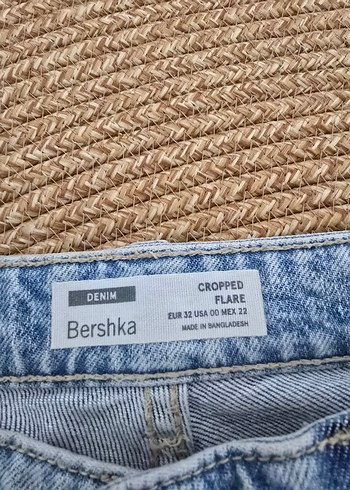 DENIM
Bershka
CROPPED
FLARE
EUR 32 USA 00 MEX 22
MADE IN BANGLADESH